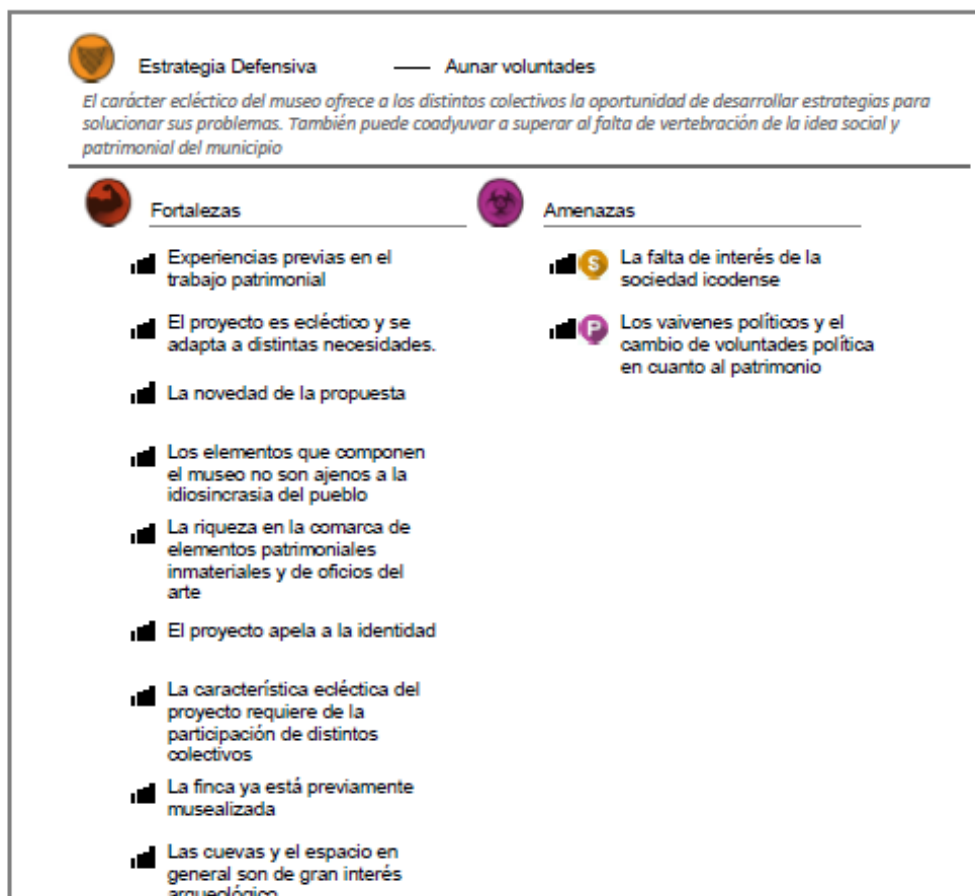 Estrategia Defensiva — Aunar voluntades
El carácter ecléctico del museo ofrece a los distintos colectivos la oportunidad de desarrollar estrategias para
solucionar sus problemas. También puede coadyuvar a superar al falta de vertebración de la idea social y
patrimonial del municipio
Fortalezas
Experiencias previas en el
trabajo patrimonial
El proyecto es ecléctico y se
adapta a distintas necesidades.
La novedad de la propuesta
Los elementos que componen
el museo no son ajenos a la
idiosincrasia del pueblo
La riqueza en la comarca de
elementos patrimoniales
inmateriales y de oficios del
arte
El proyecto apela a la identidad
La característica ecléctica del
proyecto requiere de la
participación de distintos
colectivos
La finca ya está previamente
musealizada
Las cuevas y el espacio en
general son de gran interés
arqueológico
Amenazas
S
La falta de interés de la
sociedad icodense
P
Los vaivenes políticos y el
cambio de voluntades política
en cuanto al patrimonio